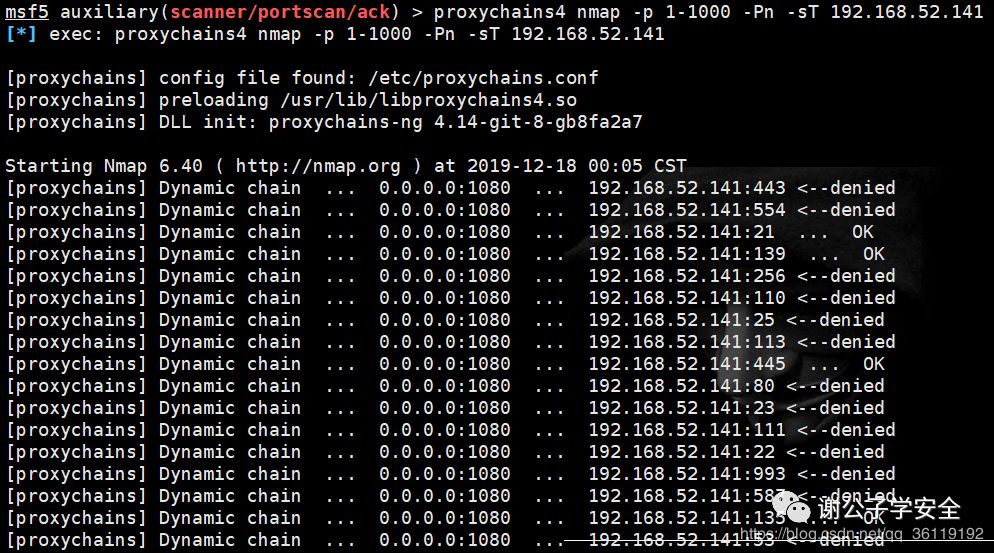 msf5 auxiliary(scanner/portscan/ack) > proxychains4 nmap -p 1-1000 -Pn -sT 192.168.52.141
[*] exec: proxychains4 nmap -p 1-1000 -Pn -sT 192.168.52.141
[proxychains] config file found: /etc/proxychains.conf
[proxychains] preloading /usr/lib/libproxychains4.so
[proxychains] DLL init: proxychains-ng 4.14-git-8-gb8fa2a7
Starting Nmap 6.40 ( http://nmap.org ) at 2019-12-18 00:05 CST
[proxychains] Dynamic chain ... 0.0.0.0:1080 ... 192.168.52.141:443 <--denied
[proxychains] Dynamic chain ... 0.0.0.0:1080 ... 192.168.52.141:554 <--denied
[proxychains] Dynamic chain ... 0.0.0.0:1080 ... 192.168.52.141:21 ... OK
[proxychains] Dynamic chain ... 0.0.0.0:1080 ... 192.168.52.141:139 ... OK
[proxychains] Dynamic chain ... 0.0.0.0:1080 ... 192.168.52.141:256 <--denied
[proxychains] Dynamic chain ... 0.0.0.0:1080 ... 192.168.52.141:110 <--denied
[proxychains] Dynamic chain ... 0.0.0.0:1080 ... 192.168.52.141:25 <--denied
[proxychains] Dynamic chain ... 0.0.0.0:1080 ... 192.168.52.141:113 <--denied
[proxychains] Dynamic chain ... 0.0.0.0:1080 ... 192.168.52.141:445 ... OK
[proxychains] Dynamic chain ... 0.0.0.0:1080 ... 192.168.52.141:80 <--denied
[proxychains] Dynamic chain ... 0.0.0.0:1080 ... 192.168.52.141:23 <--denied
[proxychains] Dynamic chain ... 0.0.0.0:1080 ... 192.168.52.141:111 <--denied
[proxychains] Dynamic chain ... 0.0.0.0:1080 ... 192.168.52.141:22 <--denied
[proxychains] Dynamic chain ... 0.0.0.0:1080 ... 192.168.52.141:993 <--denied
[proxychains] Dynamic chain ... 0.0.0.0:1080 ... 192.168.52.141:587 <--denied
[proxychains] Dynamic chain ... 0.0.0.0:1080 ... 192.168.52.141:135 ... OK
[proxychains] Dynamic chain ... 0.0.0.0:1080 ... 192.168.52.141:53 <--denied
谢公子学安全
https://blog.csdn.net/qq_36119192